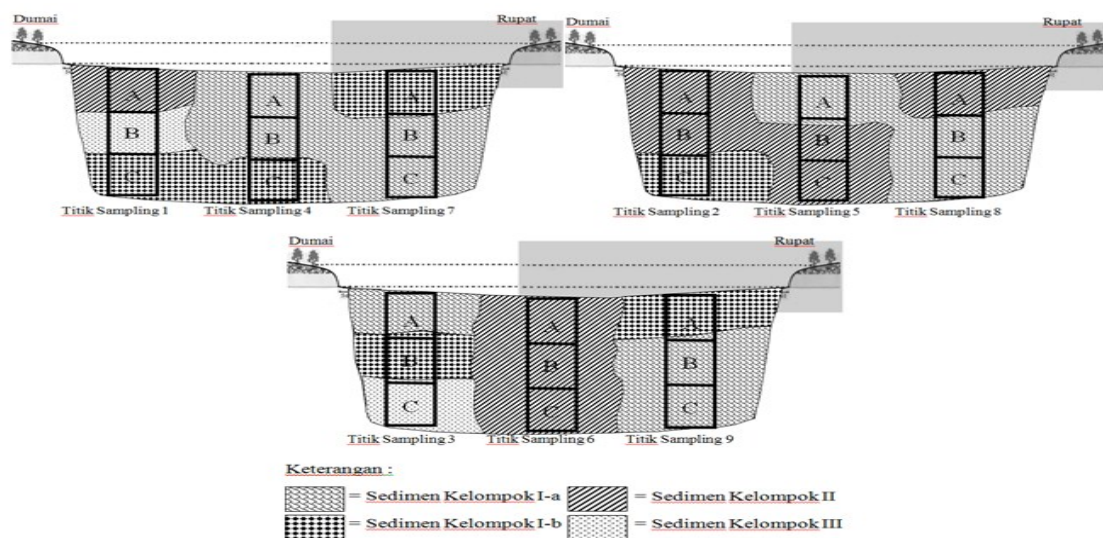 Dumai Rupat
A A A
B B B
C C C
Titik Sampling 1 Titik Sampling 4 Titik Sampling 7
Dumai Rupat
A A A
B B B
C C C
Titik Sampling 2 Titik Sampling 5 Titik Sampling 8
Dumai Rupat
A A A
B B B
C C C
Titik Sampling 3 Titik Sampling 6 Titik Sampling 9
Keterangan :
= Sedimen Kelompok I-a = Sedimen Kelompok II
= Sedimen Kelompok I-b = Sedimen Kelompok III